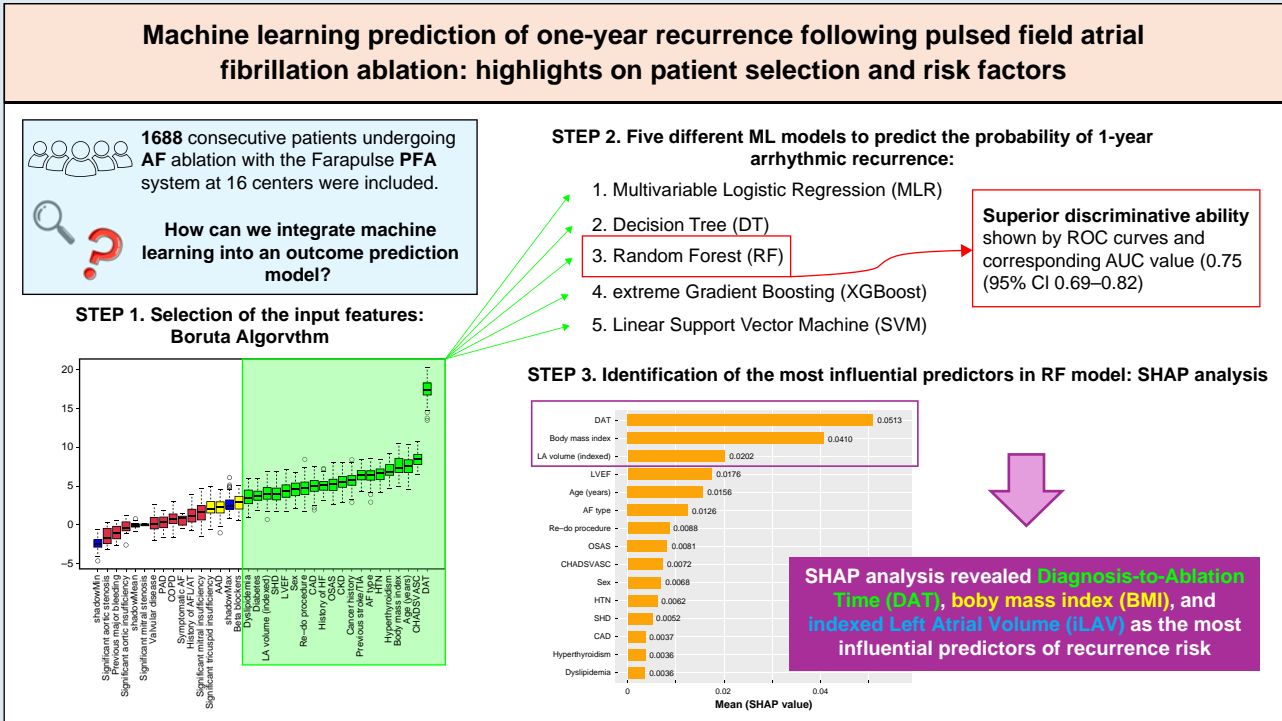 Machine learning prediction of one-year recurrence following pulsed field atrial
fibrillation ablation: highlights on patient selection and risk factors
1688 consecutive patients undergoing
AF ablation with the Farapulse PFA
system at 16 centers were included.
How can we integrate machine
learning into an outcome prediction
model?
STEP 1. Selection of the input features:
Boruta Algorvthm
20
15
10
5
0
–5
shadowMin
Significant aortic stenosis
Previous major bleeding
Significant aortic insufficiency
shadowMean
Significant mitral stenosis
Valvular disease
PAD
COPD
Symptomatic AF
History of AFL/AT
Significant mitral insufficiency
Significant tricuspid insufficiency
AAD
shadowMax
Beta blockers
Dyslipedemia
Diabetes
LA volume (indexed)
SHD
LVEF
Sex
Re–do procedure
CAD
History of HF
OSAS
CKD
Cancer history
Previous stroke/TIA
AF type
HTN
Hyperthyroidism
Body mass index
Age (years)
CHADSVASC
DAT
STEP 2. Five different ML models to predict the probability of 1-year
arrhythmic recurrence:
1. Multivariable Logistic Regression (MLR)
2. Decision Tree (DT)
3. Random Forest (RF)
4. extreme Gradient Boosting (XGBoost)
5. Linear Support Vector Machine (SVM)
Superior discriminative ability
shown by ROC curves and
corresponding AUC value (0.75
(95% CI 0.69–0.82)
STEP 3. Identification of the most influential predictors in RF model: SHAP analysis
DAT 0.0513
Body mass index 0.0410
LA volume (indexed) 0.0202
LVEF 0.0176
Age (years) 0.0156
AF type 0.0126
Re–do procedure 0.0088
OSAS 0.0081
CHADSVASC 0.0072
Sex 0.0068
HTN 0.0062
SHD 0.0052
CAD 0.0037
Hyperthyroidism 0.0036
Dyslipidemia 0.0036
0 0.02 0.04
Mean (SHAP value)
SHAP analysis revealed Diagnosis-to-Ablation
Time (DAT), boby mass index (BMI), and
indexed Left Atrial Volume (iLAV) as the most
influential predictors of recurrence risk